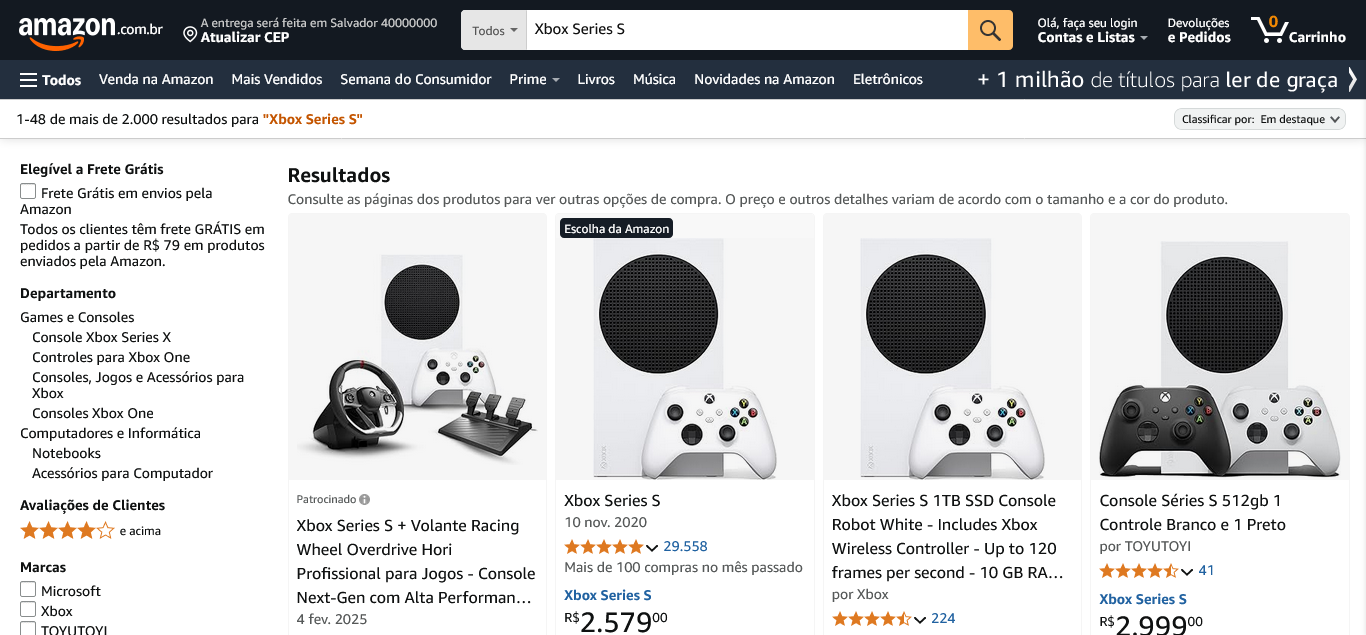 amazon.com.br
A entrega será feita em Salvador 40000000
Atualizar CEP
Todos
Xbox Series S
Olá, faça seu login
Contas e Listas
Devoluções
e Pedidos
0
Carrinho
Todos
Venda na Amazon
Mais Vendidos
Semana do Consumidor
Prime
Livros
Música
Novidades na Amazon
Eletrônicos
+ 1 milhão de títulos para ler de graça
1-48 de mais de 2.000 resultados para "Xbox Series S"
Classificar por: Em destaque
Elegível a Frete Grátis
Frete Grátis em envios pela
Amazon
Todos os clientes têm frete GRÁTIS em
pedidos a partir de R$ 79 em produtos
enviados pela Amazon.
Departamento
Games e Consoles
Console Xbox Series X
Controles para Xbox One
Consoles, Jogos e Acessórios para
Xbox
Consoles Xbox One
Computadores e Informática
Notebooks
Acessórios para Computador
Avaliações de Clientes
e acima
Marcas
Microsoft
Xbox
TOYUTOYI
Resultados
Consulte as páginas dos produtos para ver outras opções de compra. O preço e outros detalhes variam de acordo com o tamanho e a cor do produto.
Patrocinado
Xbox Series S + Volante Racing
Wheel Overdrive Hori
Profissional para Jogos - Console
Next-Gen com Alta Performan…
4 fev. 2025
Escolha da Amazon
Xbox Series S
10 nov. 2020
29.558
Mais de 100 compras no mês passado
Xbox Series S
R$2.57900
Xbox Series S 1TB SSD Console
Robot White - Includes Xbox
Wireless Controller - Up to 120
frames per second - 10 GB RA…
por Xbox
224
Console Séries S 512gb 1
Controle Branco e 1 Preto
por TOYUTOYI
41
Xbox Series S
R$2.99900